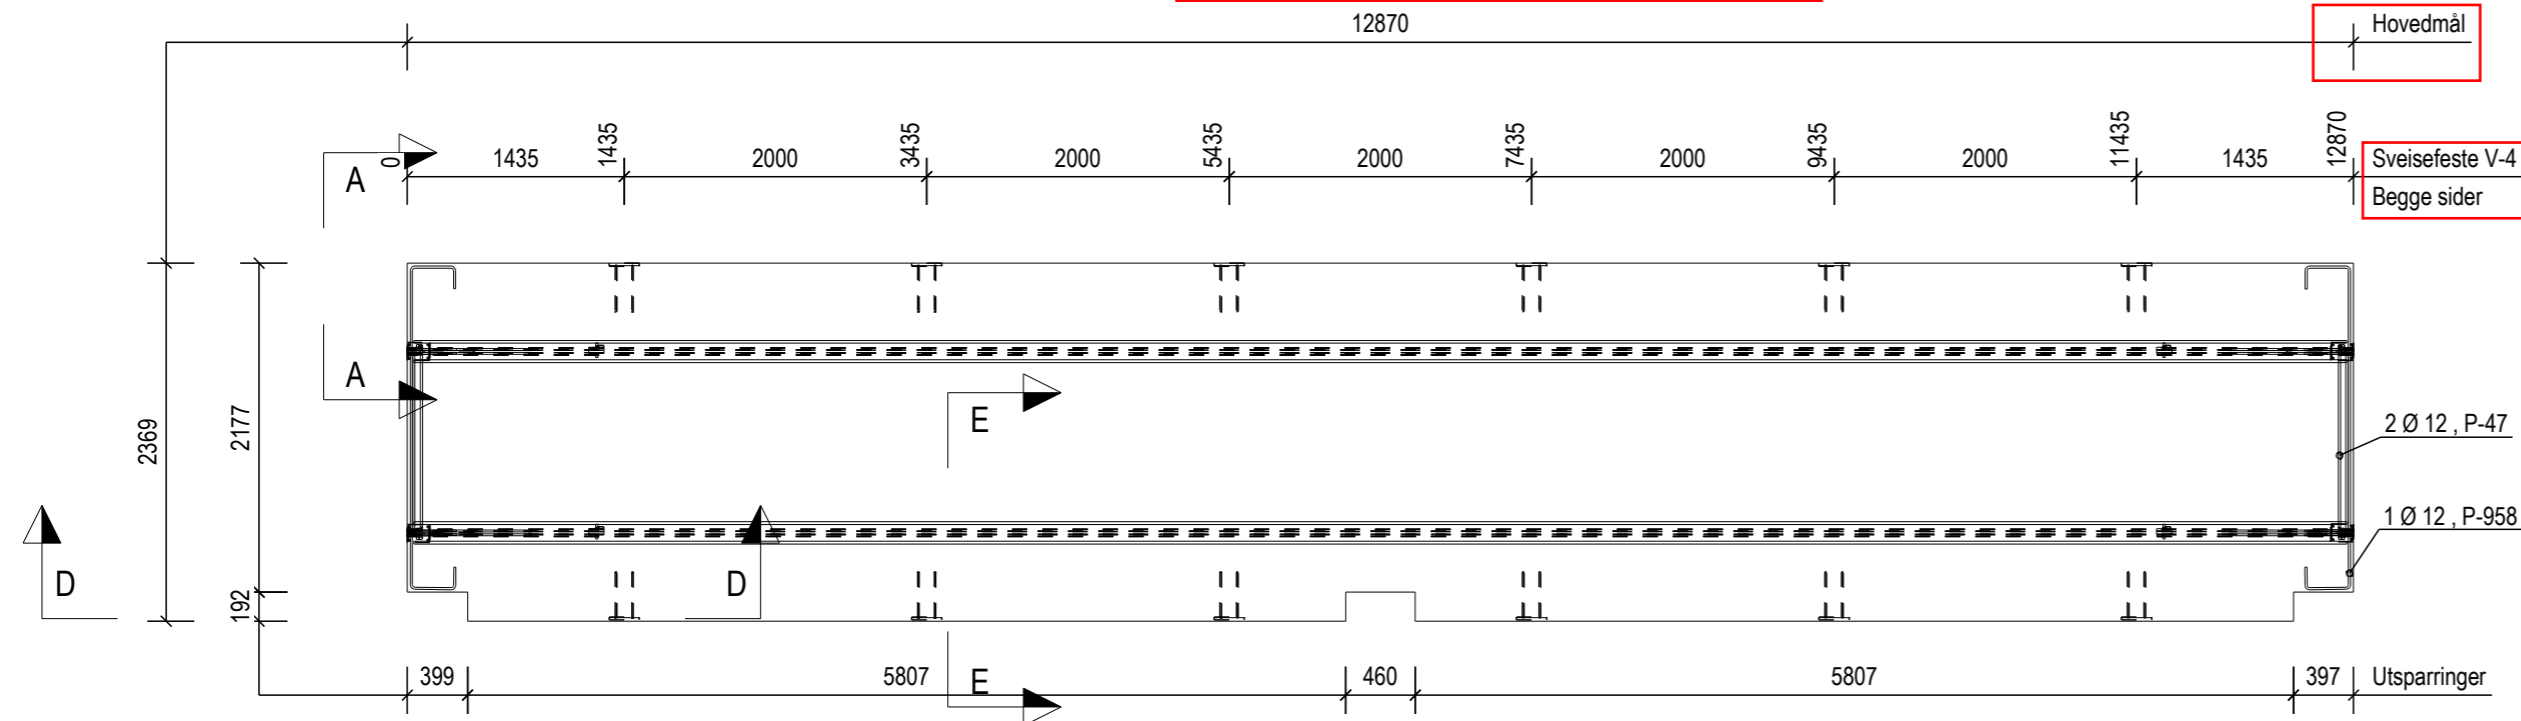 12870
Hovedmål
0
1435
1435
2000
3435
2000
5435
2000
7435
2000
9435
2000
11435
1435
12870
Sveisefeste V-4
Begge sider
A
A
E
2369
2177
192
2 Ø 12 , P-47
1 Ø 12 , P-958
D
D
E
399
5807
460
5807
397
Utsparringer